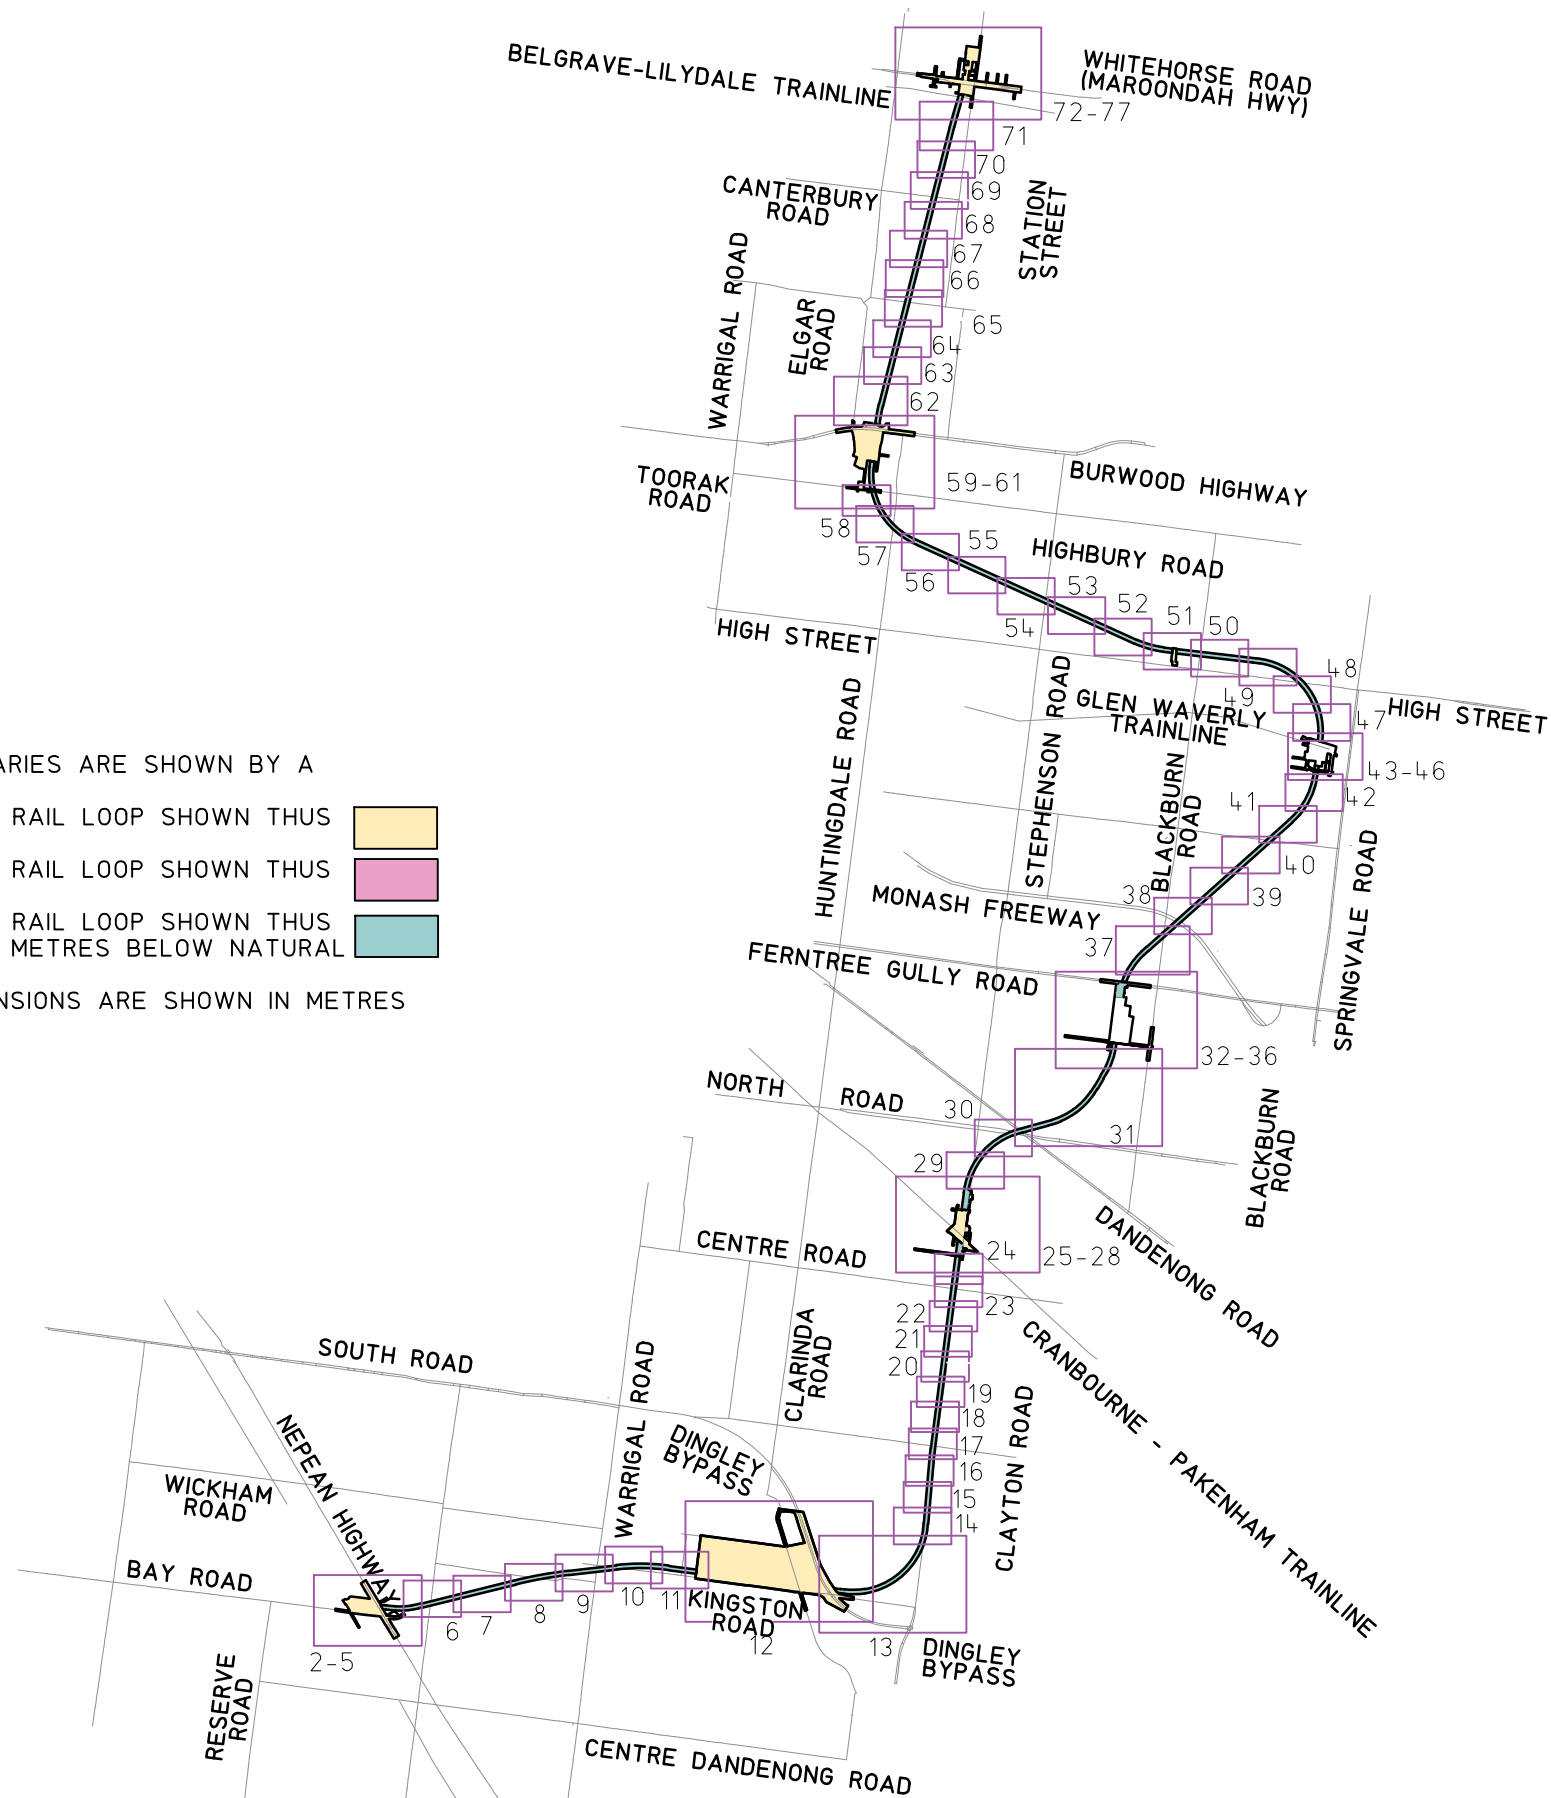 BELGRAVE-LILYDALE TRAINLINE
WHITEHORSE ROAD
(MAROONDAH HWY)
72-77
71
70
69
68
67
66
65
64
63
62
CANTERBURY
ROAD
STATION
STREET
WARRIGAL ROAD
ELGAR
ROAD
TOORAK
ROAD
59-61
BURWOOD HIGHWAY
58
57
56
55
54
53
52
51
50
49
48
47
HIGHBURY ROAD
HIGH STREET
HIGH STREET
GLEN WAVERLY
TRAINLINE
43-46
42
41
40
39
38
37
HUNTINGDALE ROAD
STEPHENSON ROAD
BLACKBURN
ROAD
SPRINGVALE ROAD
ARIES ARE SHOWN BY A
RAIL LOOP SHOWN THUS
RAIL LOOP SHOWN THUS
RAIL LOOP SHOWN THUS
METRES BELOW NATURAL
NSIONS ARE SHOWN IN METRES
MONASH FREEWAY
FERNTREE GULLY ROAD
32-36
NORTH
ROAD
30
31
29
BLACKBURN
ROAD
DANDENONG ROAD
CENTRE ROAD
24
25-28
23
22
21
20
19
18
17
16
15
14
CRANBOURNE - PAKENHAM TRAINLINE
CLARINDA
ROAD
CLAYTON ROAD
SOUTH ROAD
WARRIGAL ROAD
DINGLEY
BYPASS
NEPEAN HIGHWAY
WICKHAM
ROAD
BAY ROAD
2-5
6
7
8
9
10
11
KINGSTON
ROAD
12
13
DINGLEY
BYPASS
RESERVE
ROAD
CENTRE DANDENONG ROAD